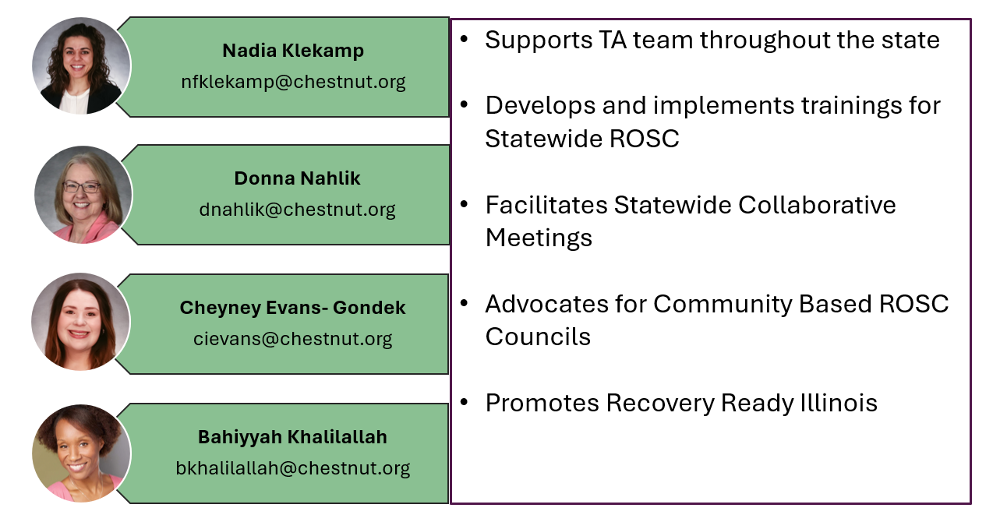 Nadia Klekamp
nfklekamp@chestnut.org
Donna Nahlik
dnahlik@chestnut.org
Cheyney Evans- Gondek
cievans@chestnut.org
Bahiyyah Khalilallah
bkhalilallah@chestnut.org
• Supports TA team throughout the state
• Develops and implements trainings for
Statewide ROSC
• Facilitates Statewide Collaborative
Meetings
• Advocates for Community Based ROSC
Councils
• Promotes Recovery Ready Illinois